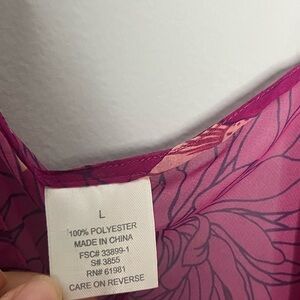 L
100% POLYESTER
MADE IN CHINA
FSC# 33899-1
S# 3855
RN# 61981
CARE ON REVERSE